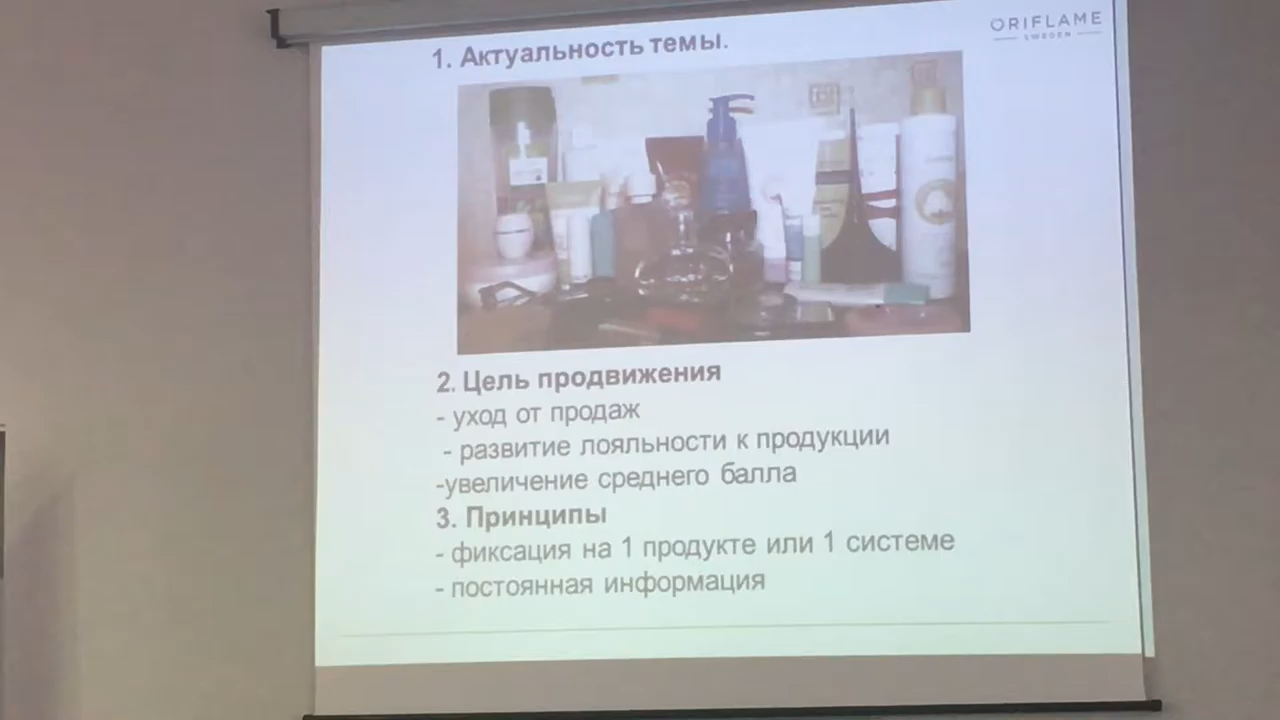 ORIFLAME
SWEDEN
1. Актуальность темы.
2. Цель продвижения
- уход от продаж
- развитие лояльности к продукции
-увеличение среднего балла
3. Принципы
- фиксация на 1 продукте или 1 системе
- постоянная информация